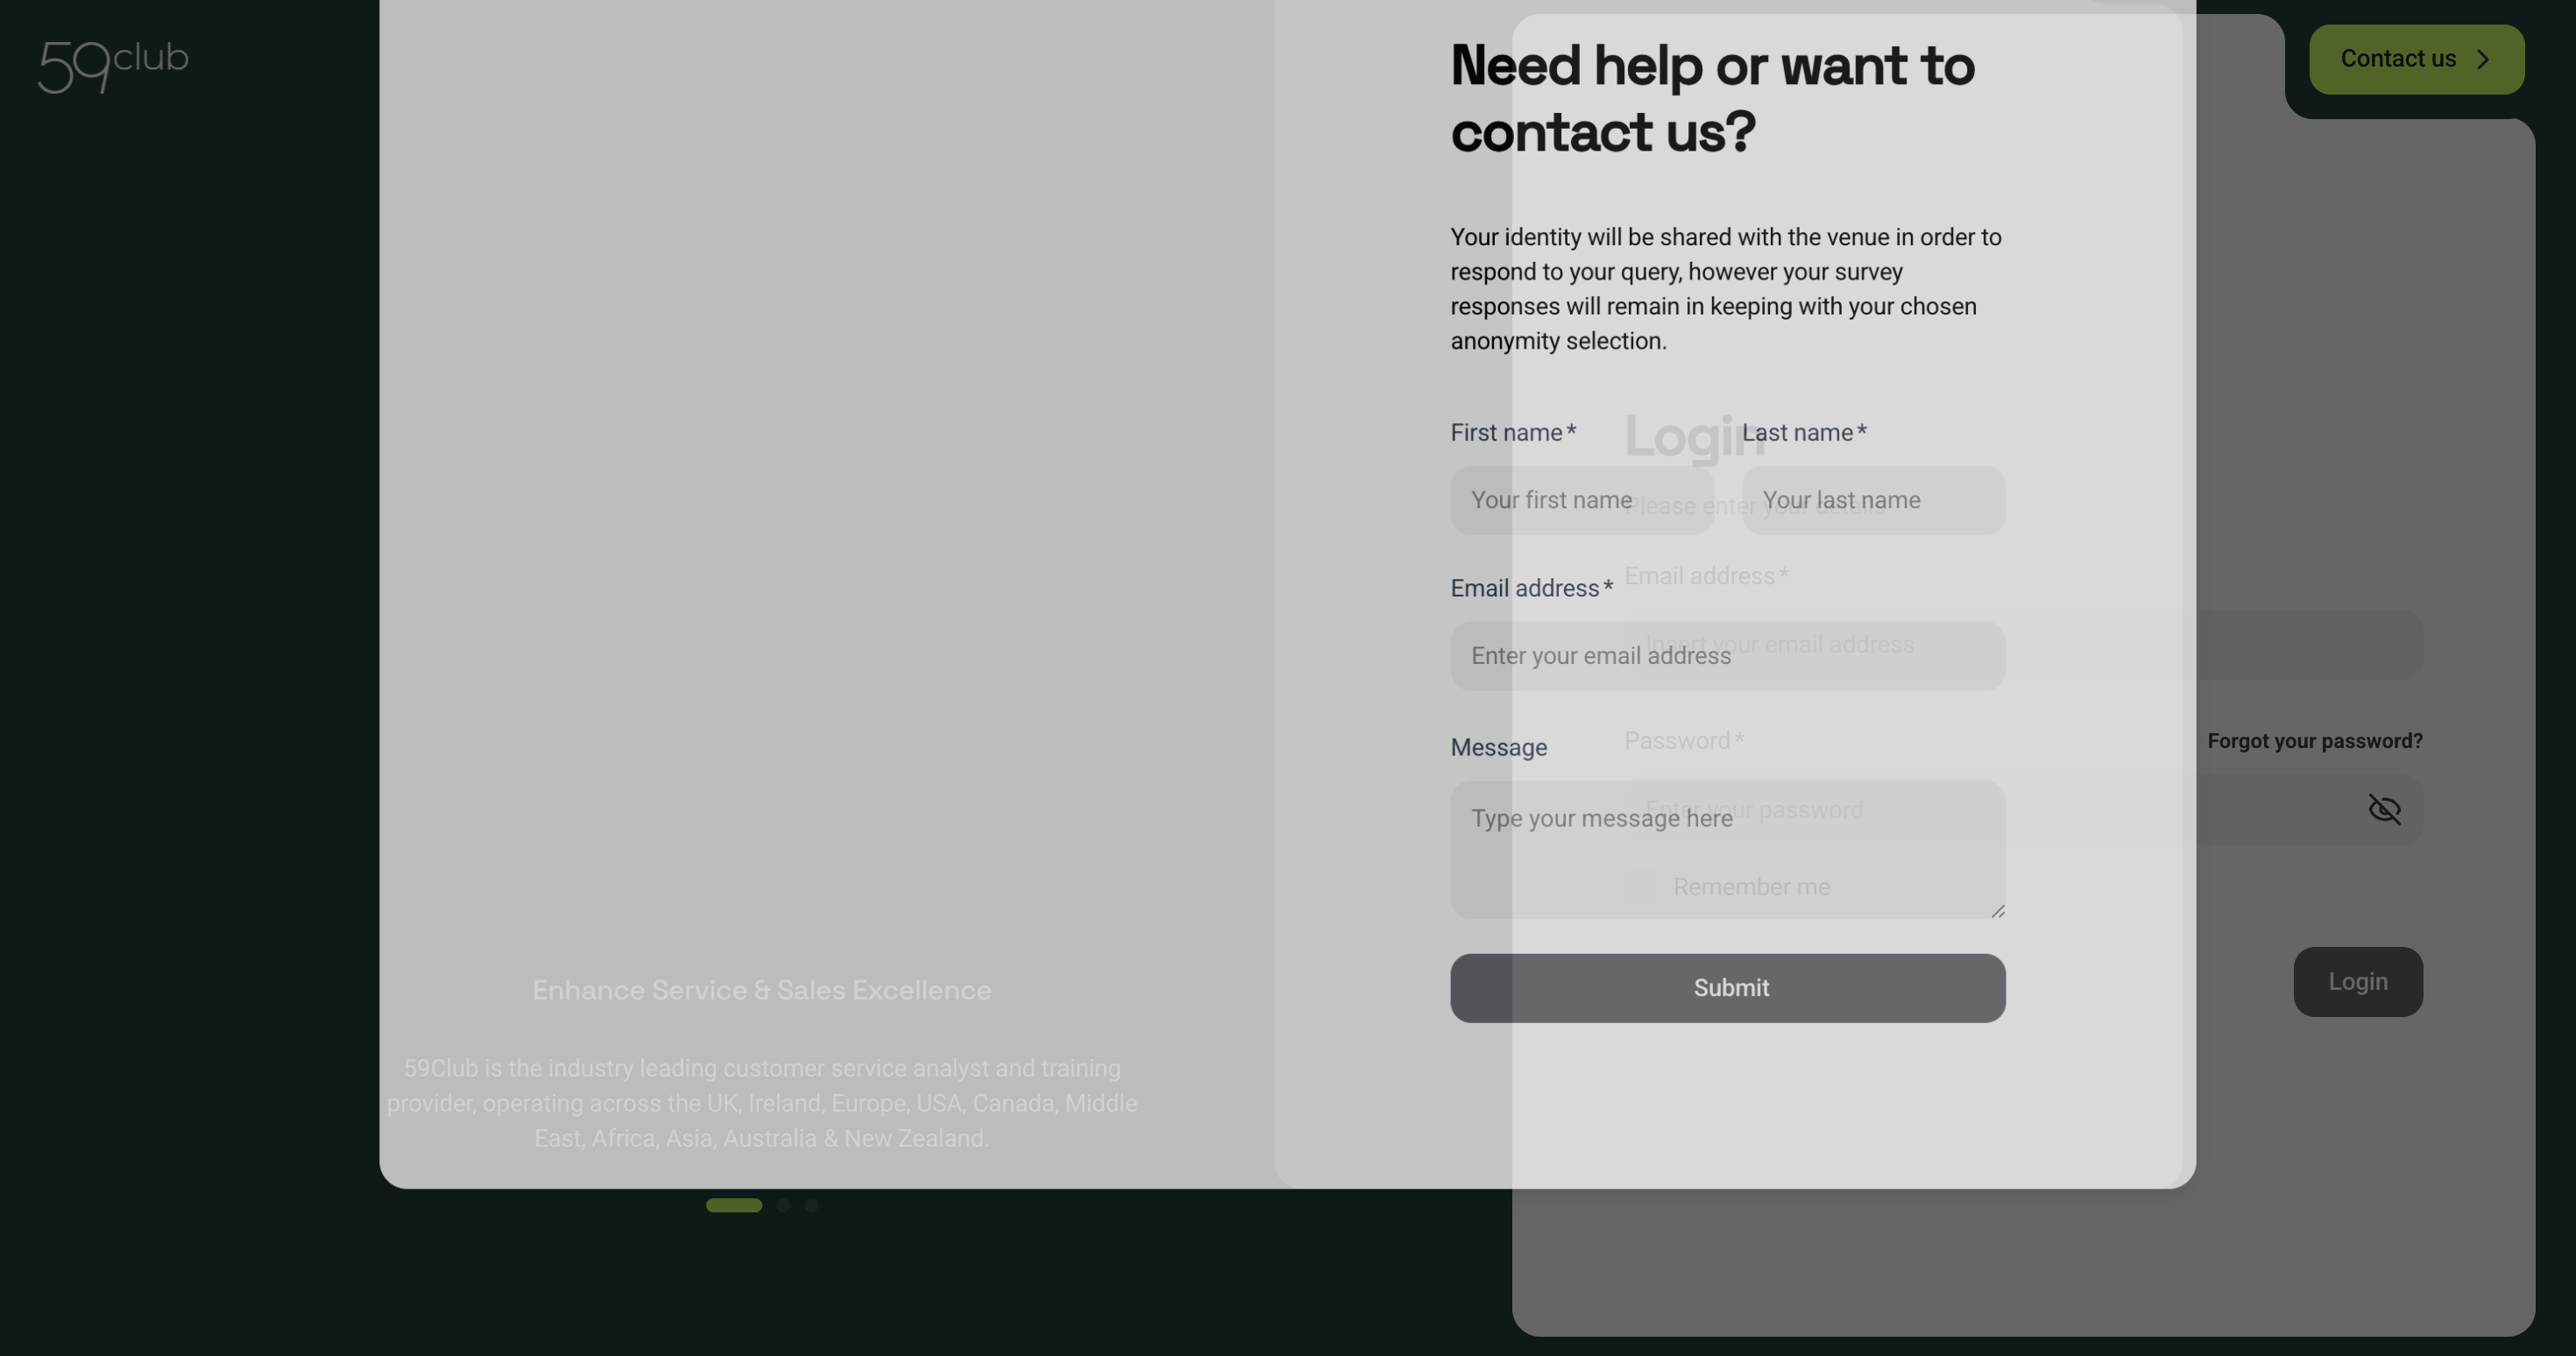 59club
Contact us
Need help or want to
contact us?
Your identity will be shared with the venue in order to
respond to your query, however your survey
responses will remain in keeping with your chosen
anonymity selection.
First name*
Last name*
Your first name
Your last name
Email address*
Enter your email address
Message
Type your message here
Submit
Login
Please enter your details
Email address*
Insert your email address
Password*
Forgot your password?
Enter your password
Remember me
Login
Enhance Service & Sales Excellence
59Club is the industry leading customer service analyst and training
provider, operating across the UK, Ireland, Europe, USA, Canada, Middle
East, Africa, Asia, Australia & New Zealand.